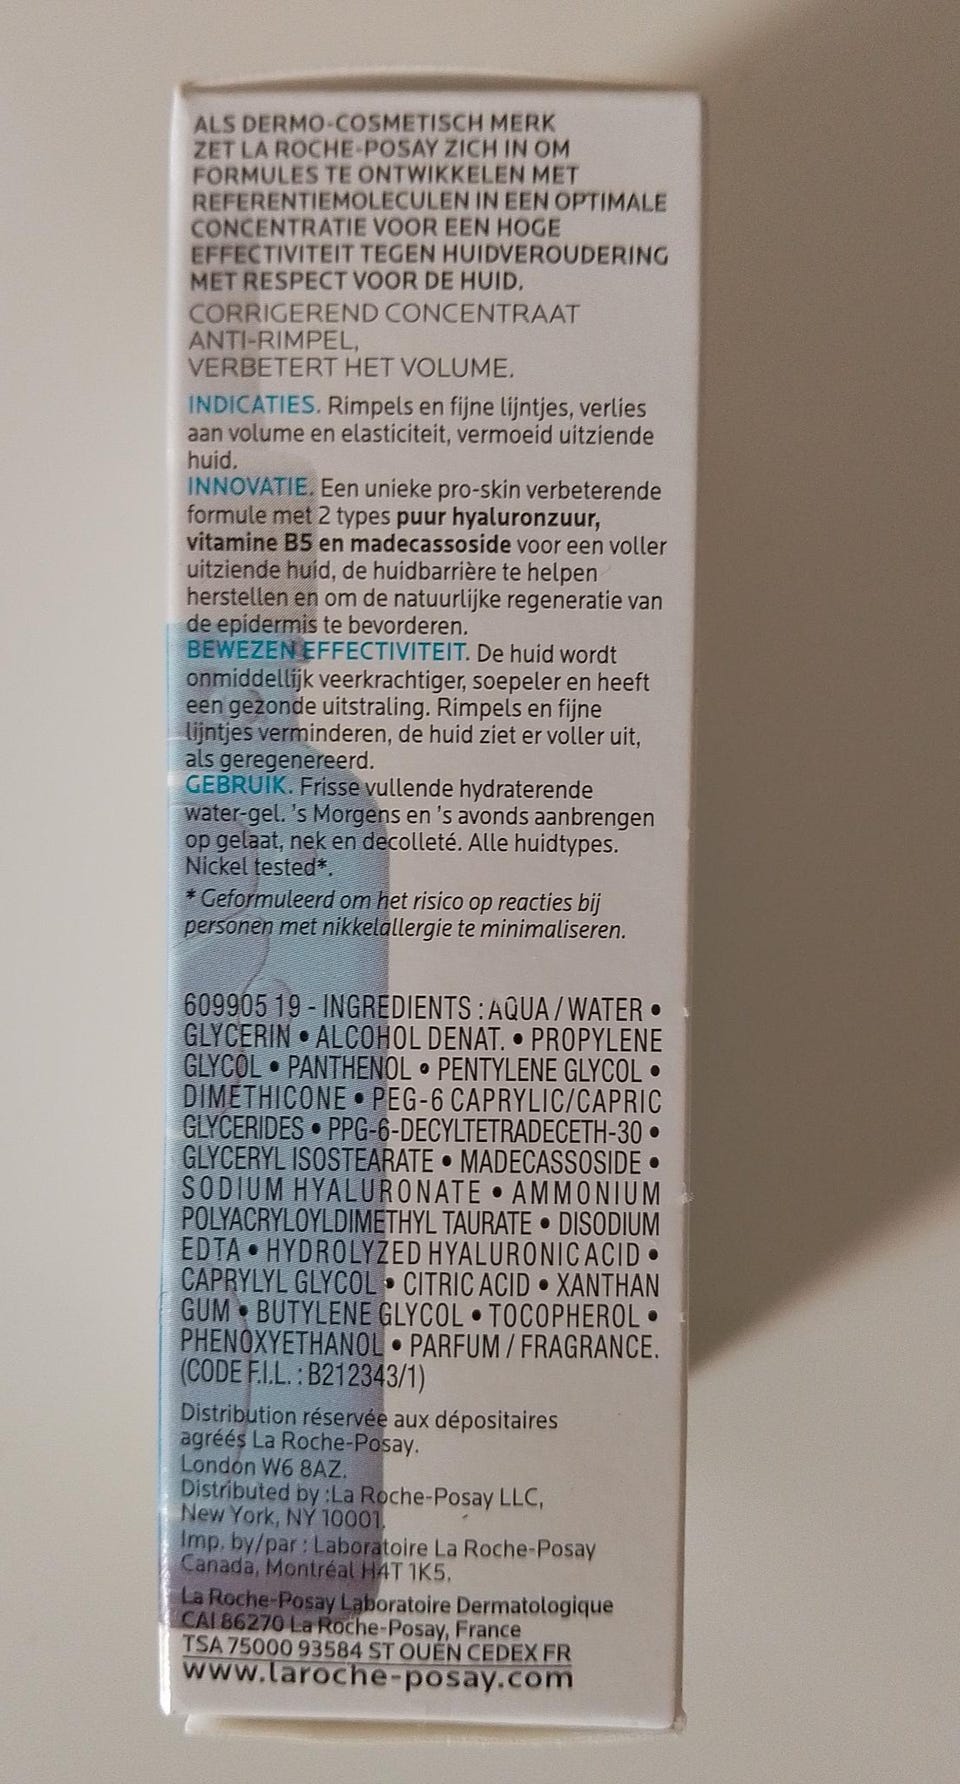 ALS DERMO-COSMETISCH MERK
ZET LA ROCHE-POSAY ZICH IN OM
FORMULES TE ONTWIKKELEN MET
REFERENTIEMOLECULEN IN EEN OPTIMALE
CONCENTRATIE VOOR EEN HOGE
EFFECTIVITEIT TEGEN HUIDVEROUDERING
MET RESPECT VOOR DE HUID.
CORRIGEREND CONCENTRAAT
ANTI-RIMPEL,
VERBETERT HET VOLUME.
INDICATIES. Rimpels en fijne lijntjes, verlies
aan volume en elasticiteit, vermoeid uitziende
huid.
INNOVATIE. Een unieke pro-skin verbeterende
formule met 2 types puur hyaluronzuur,
vitamine B5 en madecassoside voor een voller
uitziende huid, de huidbarrière te helpen
herstellen en om de natuurlijke regeneratie van
de epidermis te bevorderen.
BEWEZEN EFFECTIVITEIT. De huid wordt
onmiddellijk veerkrachtiger, soepeler en heeft
een gezonde uitstraling. Rimpels en fijne
lijntjes verminderen, de huid ziet er voller uit,
als geregenereerd.
GEBRUIK. Frisse vullende hydraterende
water-gel. 's Morgens en 's avonds aanbrengen
op gelaat, nek en decolleté. Alle huidtypes.
Nickel tested*.
* Geformuleerd om het risico op reacties bij
personen met nikkelallergie te minimaliseren.
609905 19 - INGREDIENTS : AQUA / WATER •
GLYCERIN • ALCOHOL DENAT. • PROPYLENE
GLYCOL • PANTHENOL • PENTYLENE GLYCOL •
DIMETHICONE • PEG-6 CAPRYLIC/CAPRIC
GLYCERIDES • PPG-6-DECYLTETRADECETH-30 •
GLYCERYL ISOSTEARATE • MADECASSOSIDE •
SODIUM HYALURONATE • AMMONIUM
POLYACRYLOYLDIMETHYL TAURATE • DISODIUM
EDTA • HYDROLYZED HYALURONIC ACID •
CAPRYLYL GLYCOL • CITRIC ACID • XANTHAN
GUM • BUTYLENE GLYCOL • TOCOPHEROL •
PHENOXYETHANOL • PARFUM / FRAGRANCE.
(CODE F.I.L. : B212343/1)
Distribution réservée aux dépositaires
agréés La Roche-Posay.
London W6 8AZ.
Distributed by :La Roche-Posay LLC,
New York, NY 10001.
Imp. by/par : Laboratoire La Roche-Posay
Canada, Montréal H4T 1K5.
La Roche-Posay Laboratoire Dermatologique
CAI 86270 La Roche-Posay, France
TSA 75000 93584 ST OUEN CEDEX FR
www.laroche-posay.com